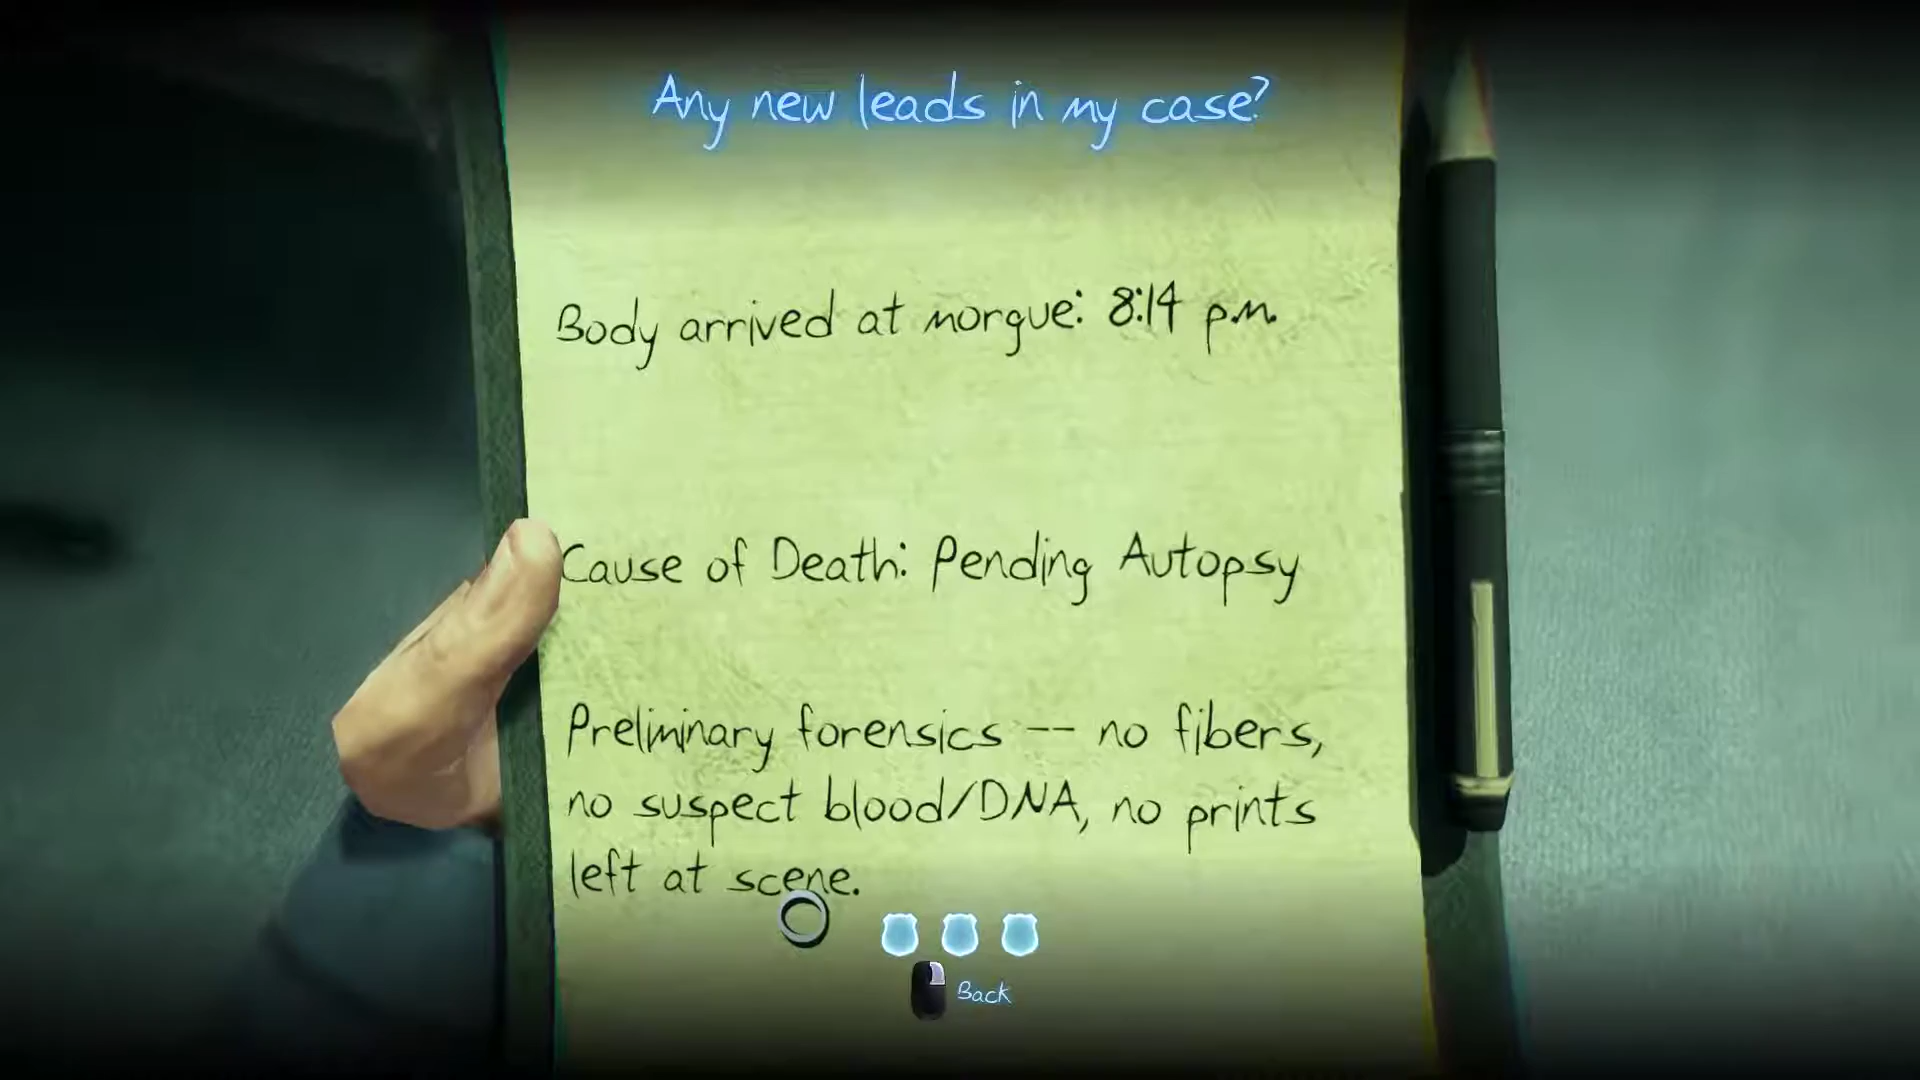 Any new leads in my case?
Body arrived at morgue: 8:14 p.m.
Cause of Death: Pending Autopsy
Preliminary forensics -- no fibers,
no suspect blood/DNA, no prints
left at scene.
Back